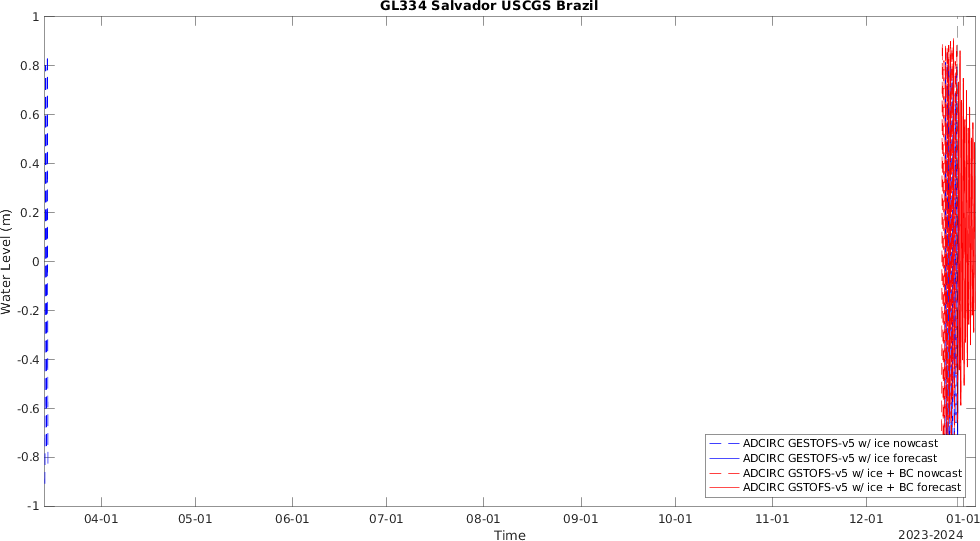 GL334 Salvador USCGS Brazil
Water Level (m)
1
0.8
0.6
0.4
0.2
0
-0.2
-0.4
-0.6
-0.8
-1
ADCIRC GESTOFS-v5 w/ ice nowcast
ADCIRC GESTOFS-v5 w/ ice forecast
ADCIRC GSTOFS-v5 w/ ice + BC nowcast
ADCIRC GSTOFS-v5 w/ ice + BC forecast
04-01 05-01 06-01 07-01 08-01 09-01 10-01 11-01 12-01 01-01
Time
2023-2024